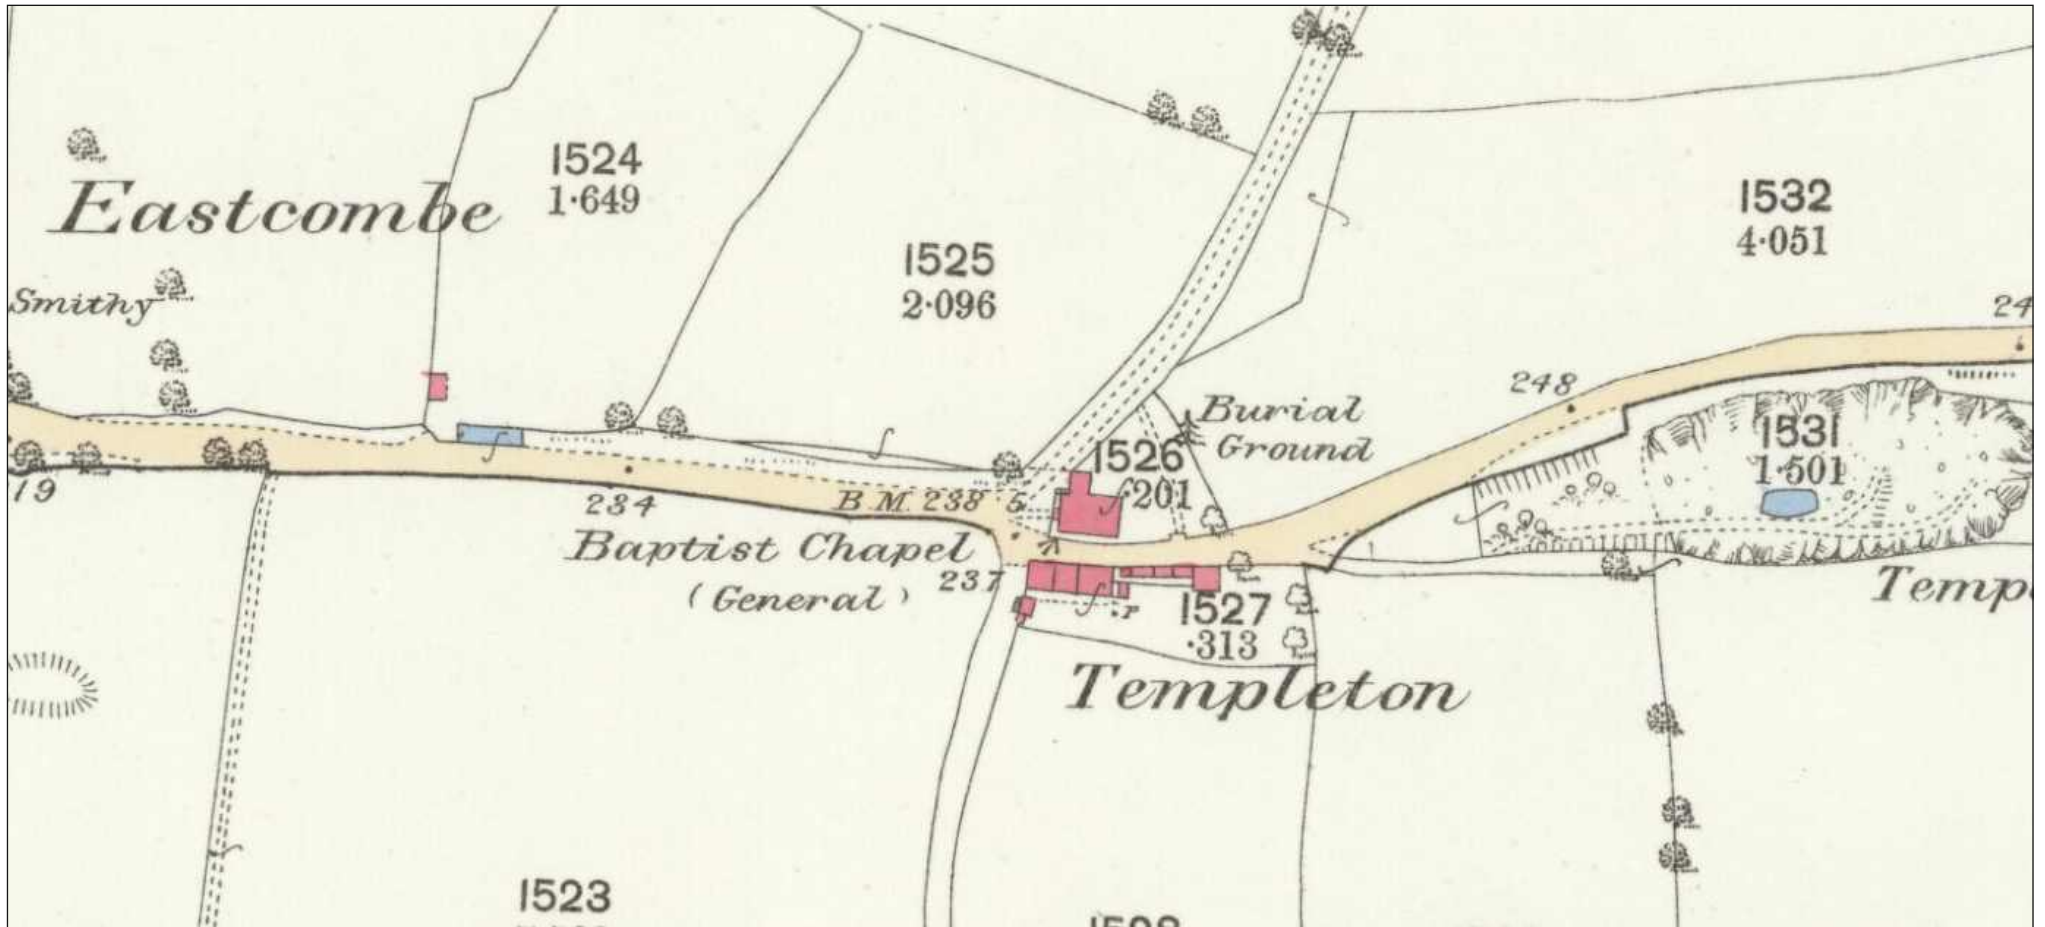 1524
1·649
Eastcombe
1532
4·051
1525
2·096
Smithy
24
248
Burial
Ground
1531
1·501
1526
·201
19
234
B.M. 238·5
Baptist Chapel
(General)
237
Temp
r
1527
·313
Templeton
1523